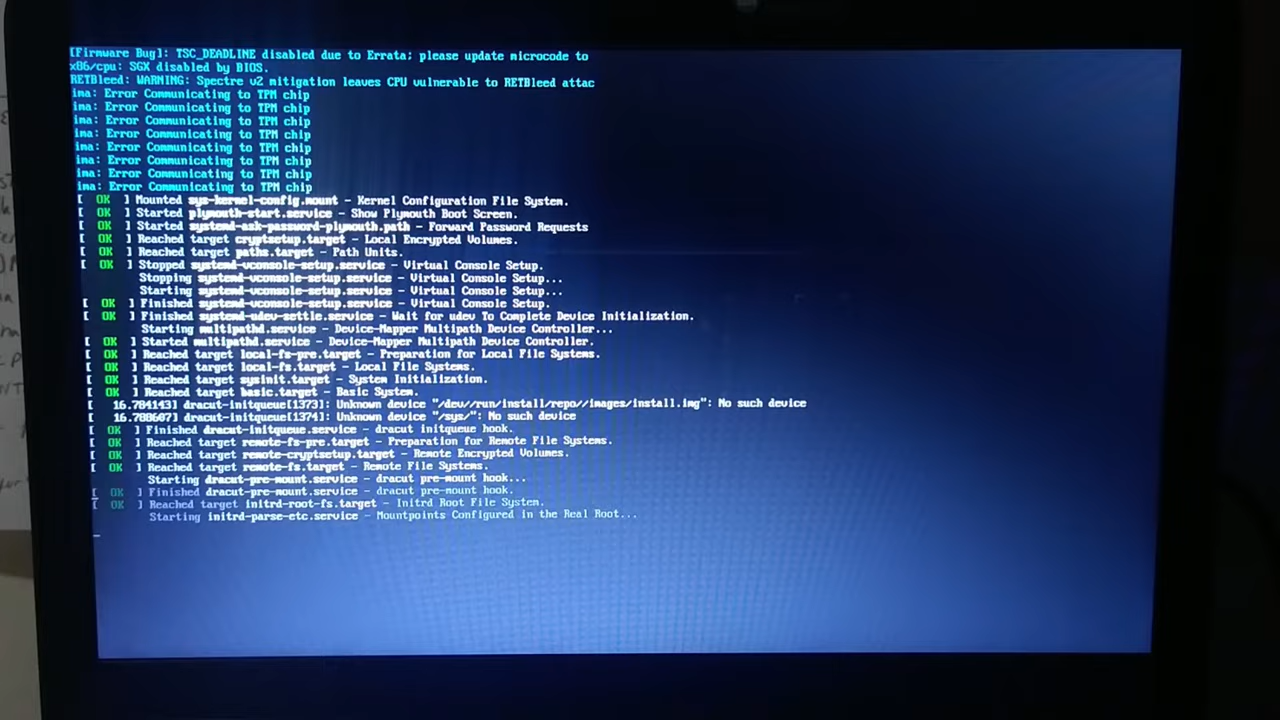 [Firmware Bug]: TSC_DEADLINE disabled due to Errata; please update microcode to
x86/cpu: SGX disabled by BIOS.
RETBleed: WARNING: Spectre v2 mitigation leaves CPU vulnerable to RETBleed attac
ima: Error Communicating to TPM chip
ima: Error Communicating to TPM chip
ima: Error Communicating to TPM chip
ima: Error Communicating to TPM chip
ima: Error Communicating to TPM chip
ima: Error Communicating to TPM chip
ima: Error Communicating to TPM chip
ima: Error Communicating to TPM chip
[  OK  ] Mounted sys-kernel-config.mount - Kernel Configuration File System.
[  OK  ] Started plymouth-start.service - Show Plymouth Boot Screen.
[  OK  ] Started systemd-ask-password-plymouth.path - Forward Password Requests
[  OK  ] Reached target cryptsetup.target - Local Encrypted Volumes.
[  OK  ] Reached target paths.target - Path Units.
[  OK  ] Stopped systemd-vconsole-setup.service - Virtual Console Setup.
Stopping systemd-vconsole-setup.service - Virtual Console Setup...
Starting systemd-vconsole-setup.service - Virtual Console Setup...
[  OK  ] Finished systemd-vconsole-setup.service - Virtual Console Setup.
[  OK  ] Finished systemd-udev-settle.service - Wait for udev To Complete Device Initialization.
Starting multipathd.service - Device-Mapper Multipath Device Controller...
[  OK  ] Started multipathd.service - Device-Mapper Multipath Device Controller.
[  OK  ] Reached target local-fs-pre.target - Preparation for Local File Systems.
[  OK  ] Reached target local-fs.target - Local File Systems.
[  OK  ] Reached target sysinit.target - System Initialization.
[  OK  ] Reached target basic.target - Basic System.
[   16.784143] dracut-initqueue[1373]: Unknown device "/dev//run/install/repo//images/install.img": No such device
[   16.788607] dracut-initqueue[1374]: Unknown device "/sys/": No such device
[  OK  ] Finished dracut-initqueue.service - dracut initqueue hook.
[  OK  ] Reached target remote-fs-pre.target - Preparation for Remote File Systems.
[  OK  ] Reached target remote-cryptsetup.target - Remote Encrypted Volumes.
[  OK  ] Reached target remote-fs.target - Remote File Systems.
Starting dracut-pre-mount.service - dracut pre-mount hook...
[  OK  ] Finished dracut-pre-mount.service - dracut pre-mount hook.
[  OK  ] Reached target initrd-root-fs.target - Initrd Root File System.
Starting initrd-parse-etc.service - Mountpoints Configured in the Real Root...